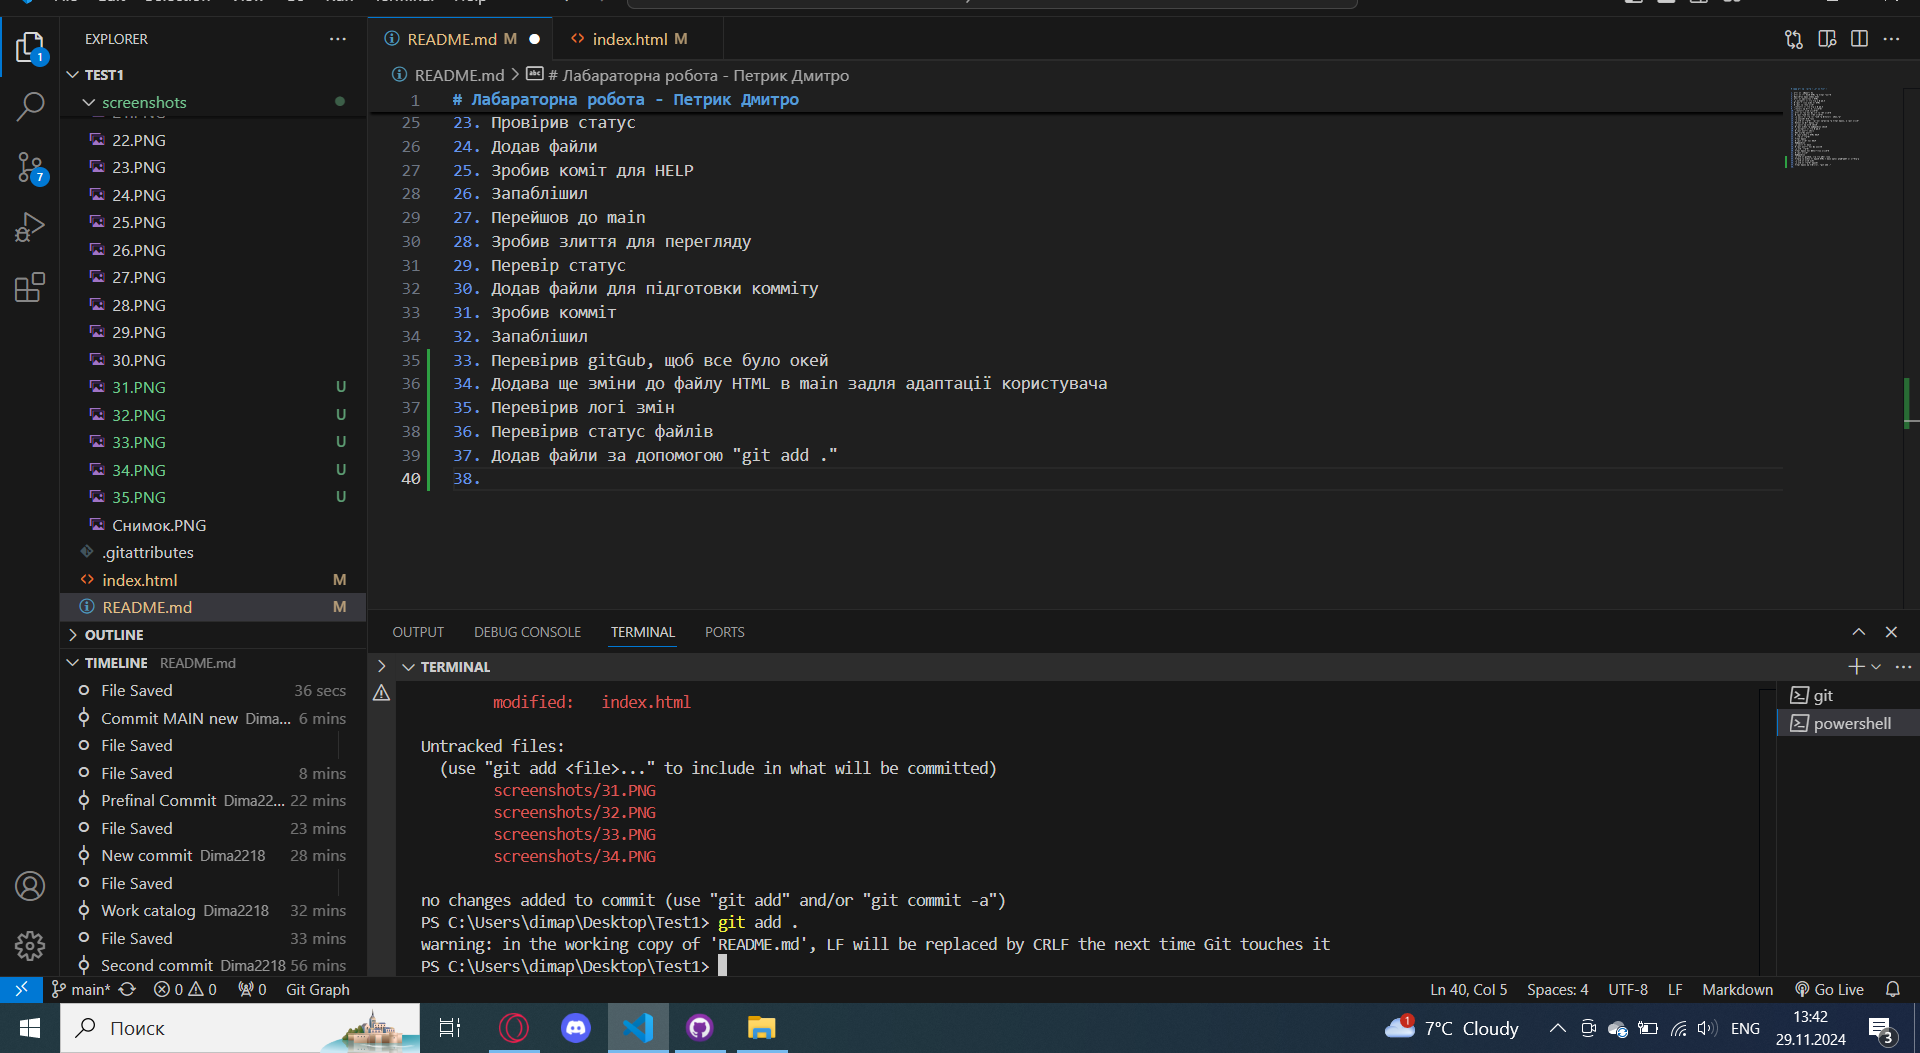 EXPLORER
TEST1
screenshots
22.PNG
23.PNG
24.PNG
25.PNG
26.PNG
27.PNG
28.PNG
29.PNG
30.PNG
31.PNG U
32.PNG U
33.PNG U
34.PNG U
35.PNG U
Снимок.PNG
.gitattributes
index.html M
README.md M
OUTLINE
TIMELINE README.md
File Saved 36 secs
Commit MAIN new Dima... 6 mins
File Saved
File Saved 8 mins
Prefinal Commit Dima22... 22 mins
File Saved 23 mins
New commit Dima2218 28 mins
File Saved
Work catalog Dima2218 32 mins
File Saved 33 mins
Second commit Dima2218 56 mins
1
7
README.md M
index.html M
README.md > # Лабараторна робота - Петрик Дмитро
1 # Лабараторна робота - Петрик Дмитро
25 23. Провірив статус
26 24. Додав файли
27 25. Зробив коміт для HELP
28 26. Запаблішил
29 27. Перейшов до main
30 28. Зробив злиття для перегляду
31 29. Перевір статус
32 30. Додав файли для підготовки комміту
33 31. Зробив комміт
34 32. Запаблішил
35 33. Перевірив gitGub, щоб все було окей
36 34. Додава ще зміни до файлу HTML в main задля адаптації користувача
37 35. Перевірив логі змін
38 36. Перевірив статус файлів
39 37. Додав файли за допомогою "git add ."
40 38.
OUTPUT DEBUG CONSOLE TERMINAL PORTS
TERMINAL
modified: index.html
Untracked files:
(use "git add <file>..." to include in what will be committed)
screenshots/31.PNG
screenshots/32.PNG
screenshots/33.PNG
screenshots/34.PNG
no changes added to commit (use "git add" and/or "git commit -a")
PS C:\Users\dimap\Desktop\Test1> git add .
warning: in the working copy of 'README.md', LF will be replaced by CRLF the next time Git touches it
PS C:\Users\dimap\Desktop\Test1>
git
powershell
main* 0 0 0 Git Graph
Ln 40, Col 5 Spaces: 4 UTF-8 LF Markdown Go Live
Поиск
1
7°C Cloudy
ENG
13:42
29.11.2024
3